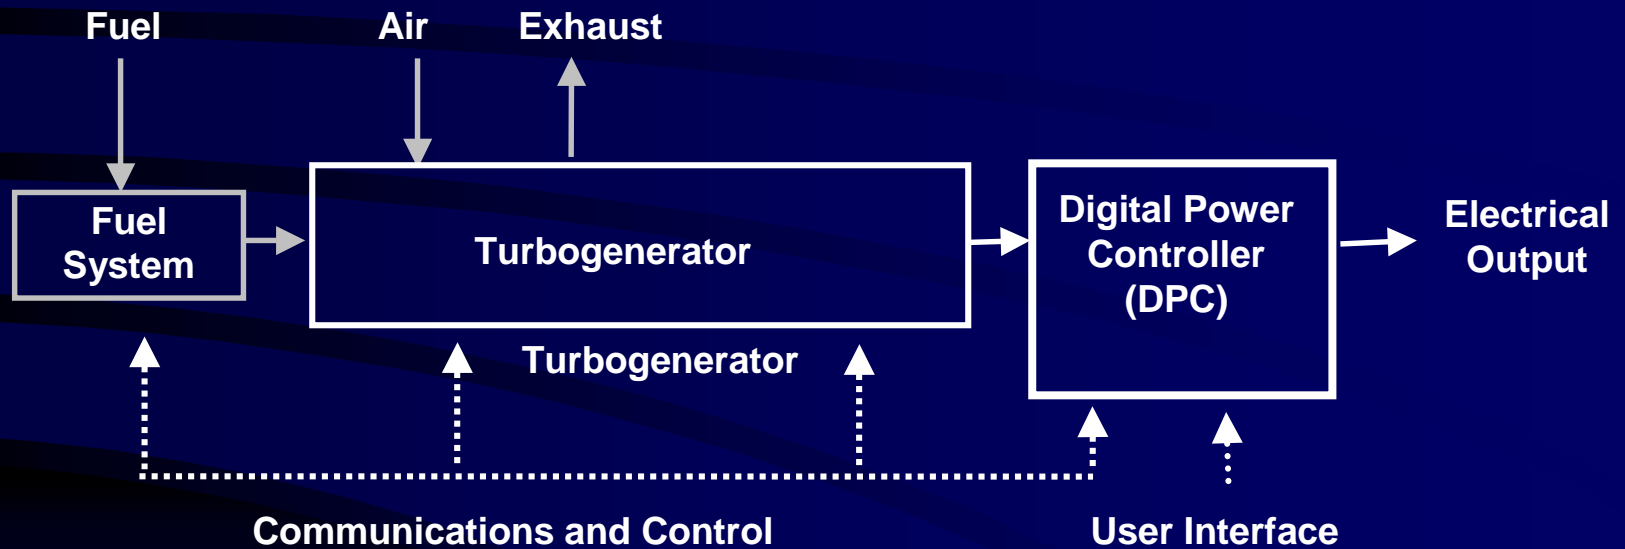 Fuel
Air
Exhaust
Fuel
System
Turbogenerator
Digital Power
Controller
(DPC)
Electrical
Output
Turbogenerator
Communications and Control
User Interface